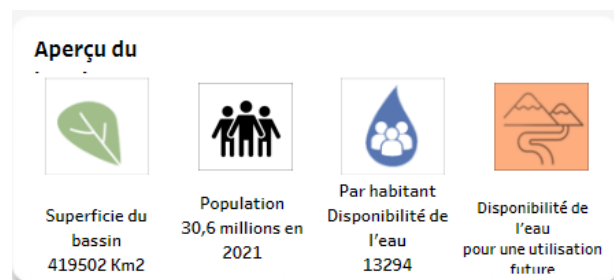 Aperçu du
Superficie du
bassin
419502 Km2
Population
30,6 millions en
2021
Par habitant
Disponibilité de
l’eau
13294
Disponibilité de
l’eau
pour une utilisation
future